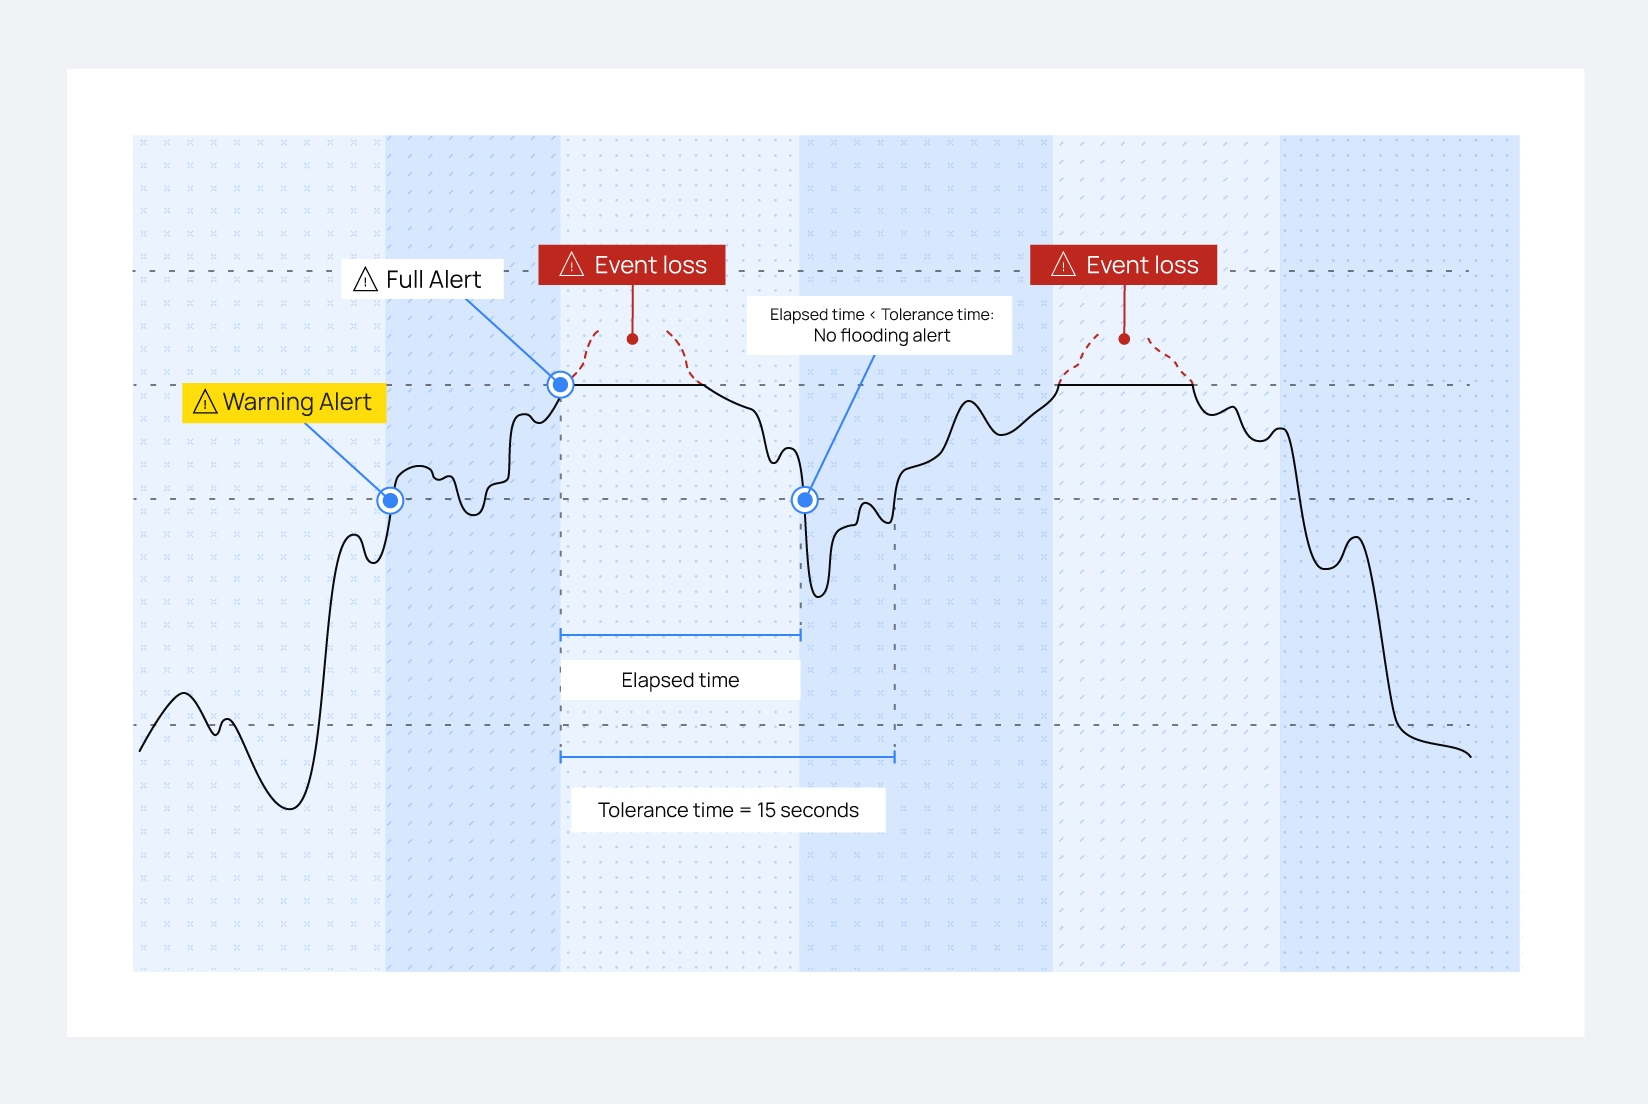 Event loss
Event loss
Full Alert
Elapsed time < Tolerance time:
No flooding alert
Warning Alert
Elapsed time
Tolerance time = 15 seconds